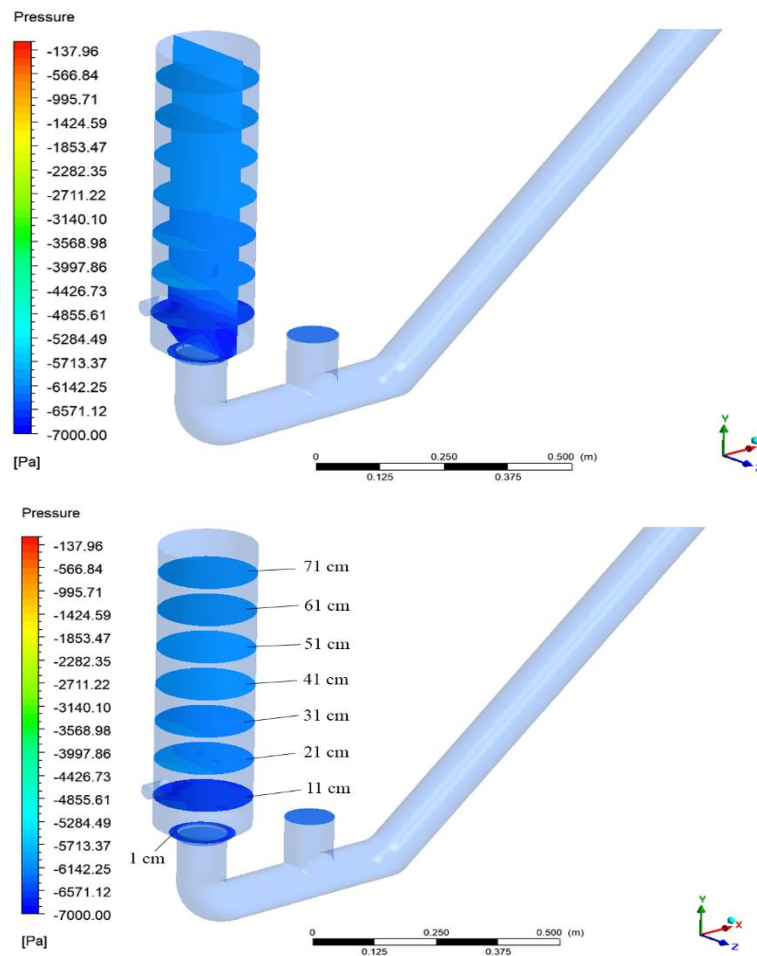 Pressure
-137.96
-566.84
-995.71
-1424.59
-1853.47
-2282.35
-2711.22
-3140.10
-3568.98
-3997.86
-4426.73
-4855.61
-5284.49
-5713.37
-6142.25
-6571.12
-7000.00
[Pa]
0 0.250 0.500 (m)
0.125 0.375
Y
Z
Pressure
-137.96
-566.84
-995.71
-1424.59
-1853.47
-2282.35
-2711.22
-3140.10
-3568.98
-3997.86
-4426.73
-4855.61
-5284.49
-5713.37
-6142.25
-6571.12
-7000.00
[Pa]
71 cm
61 cm
51 cm
41 cm
31 cm
21 cm
11 cm
1 cm
0 0.250 0.500 (m)
0.125 0.375
Y
X
Z